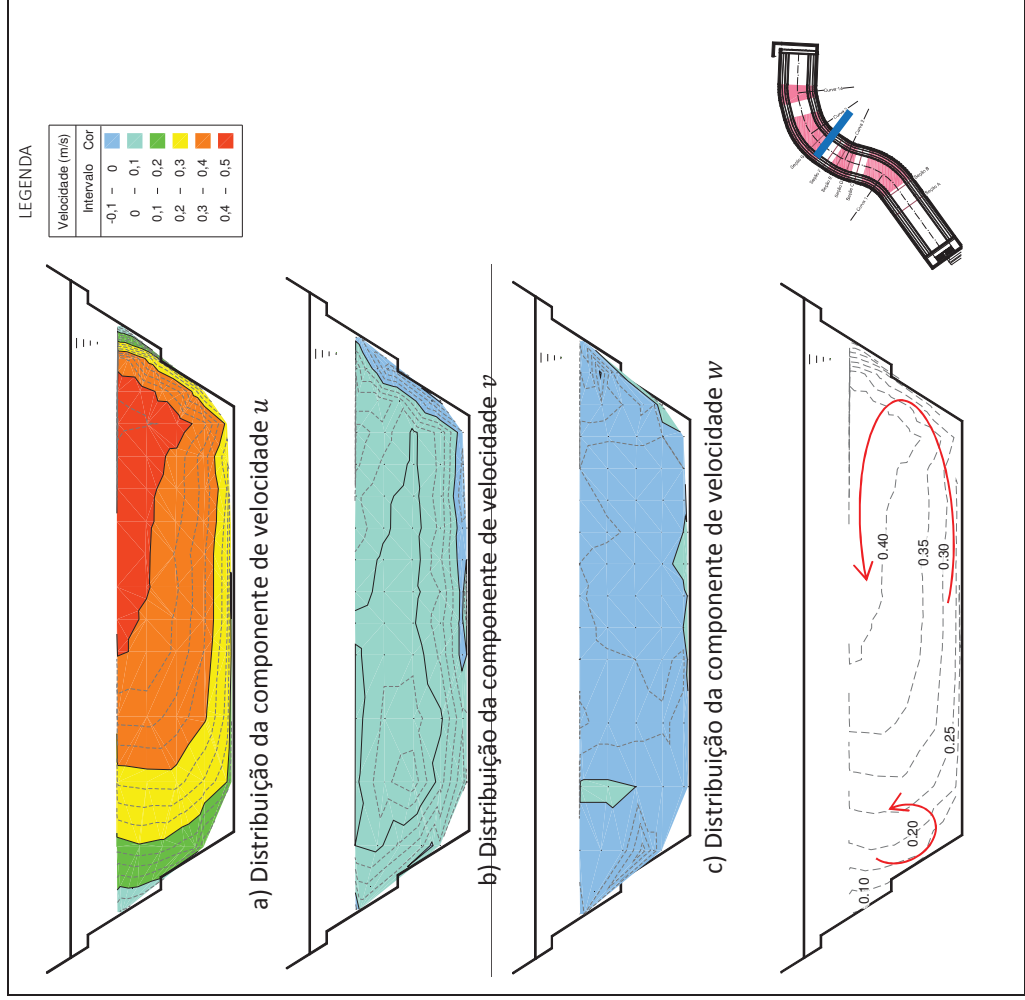 LEGENDA
Velocidade (m/s)
Intervalo Cor
-0,1 – 0
0 – 0,1
0,1 – 0,2
0,2 – 0,3
0,3 – 0,4
0,4 – 0,5
a) Distribuição da componente de velocidade u
b) Distribuição da componente de velocidade v
c) Distribuição da componente de velocidade w
0.10
0.20
0.25
0.30
0.35
0.40
Secção A
Secção B